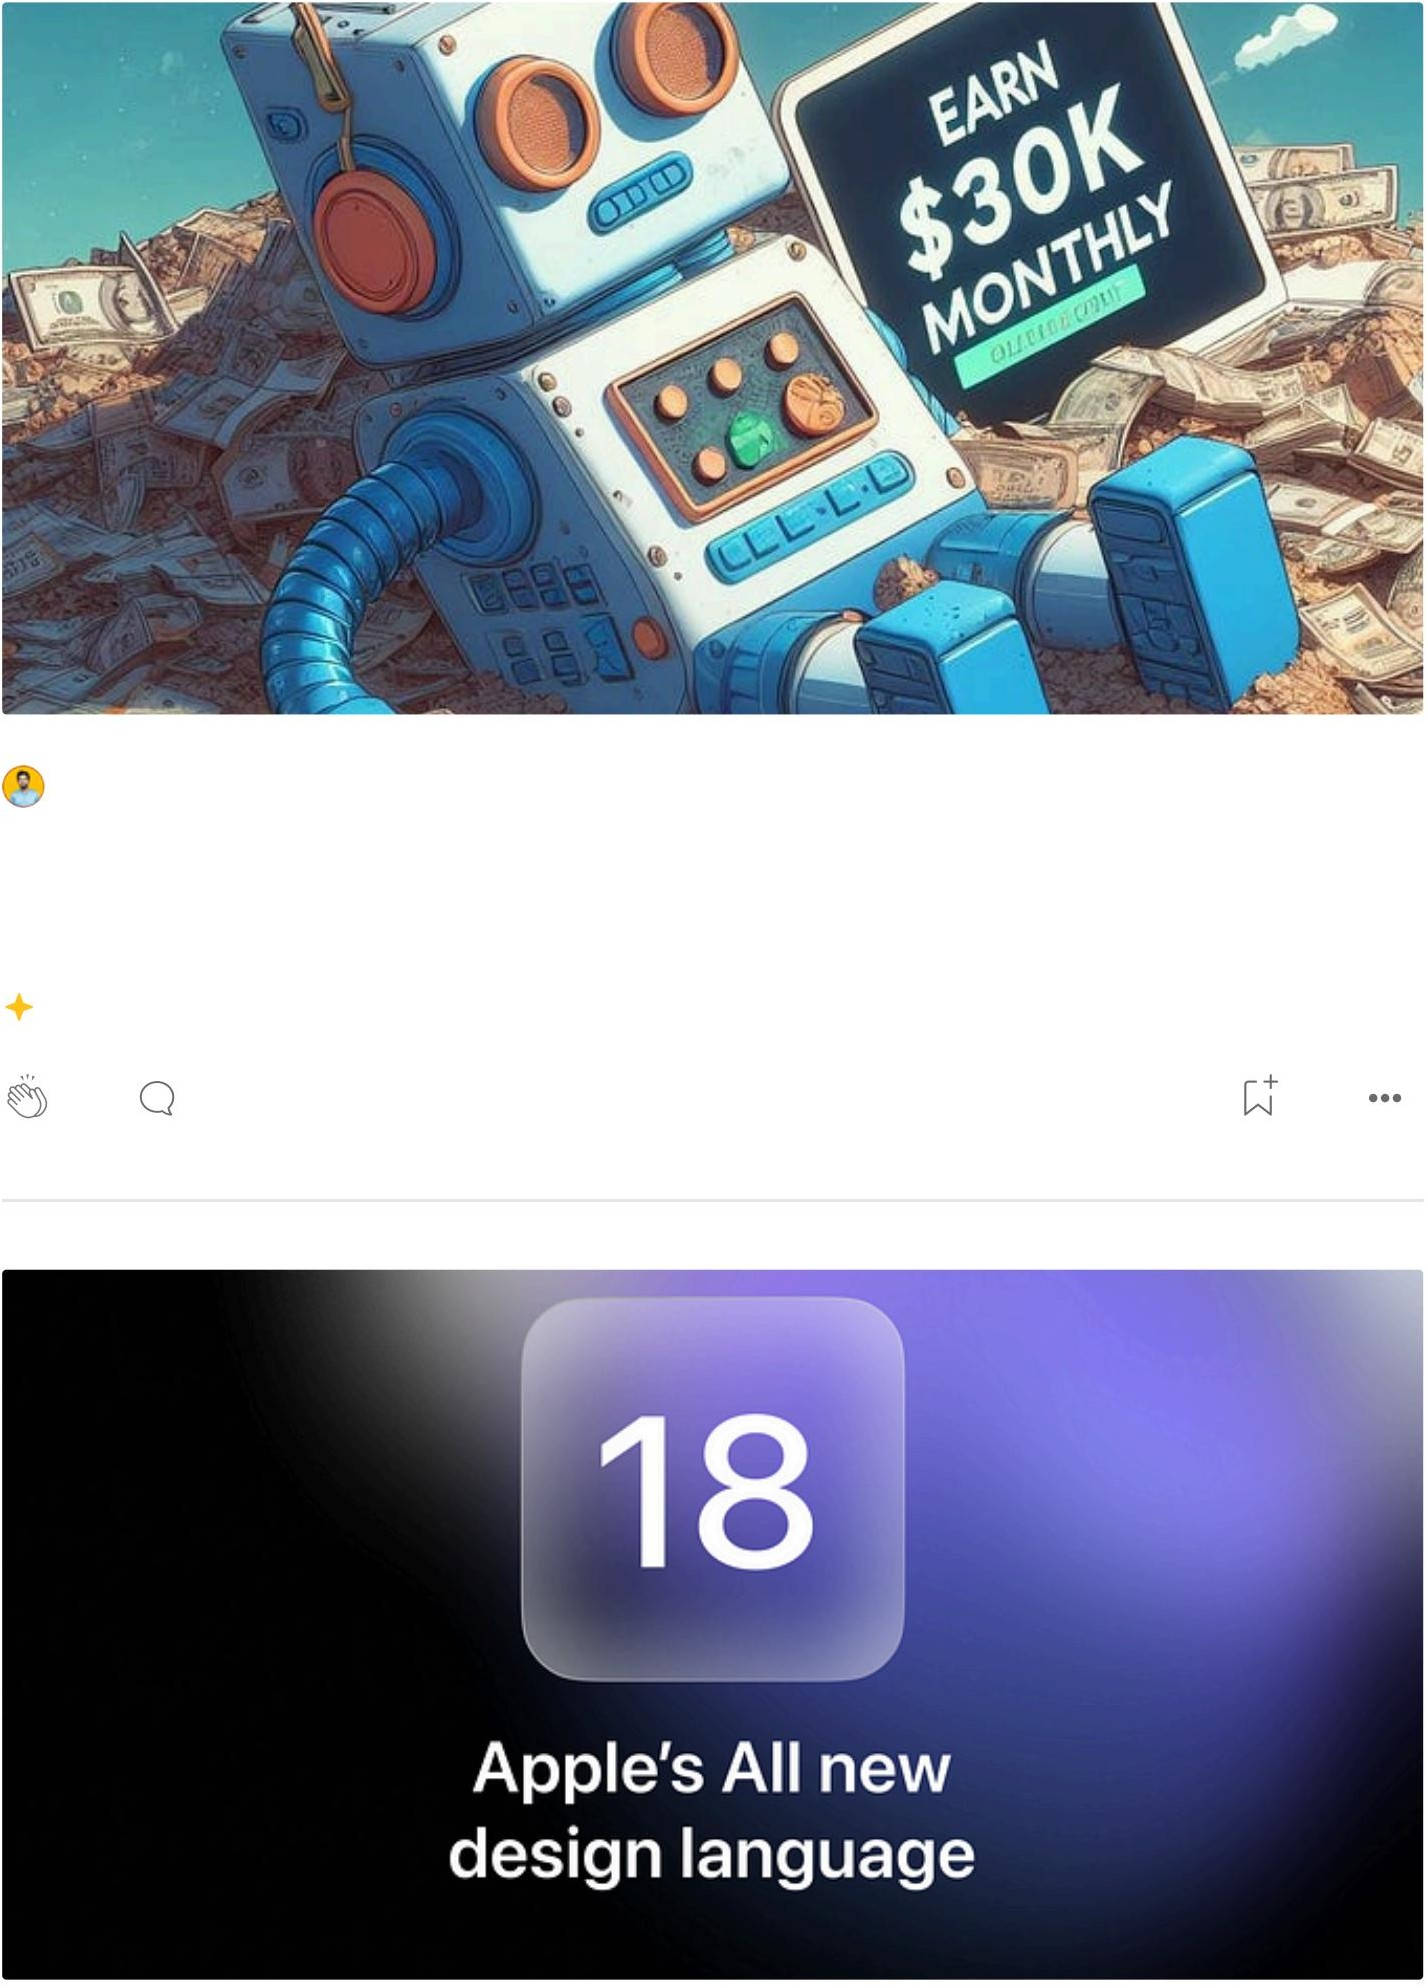 EARN
$30K
MONTHLY
18
Apple’s All new
design language